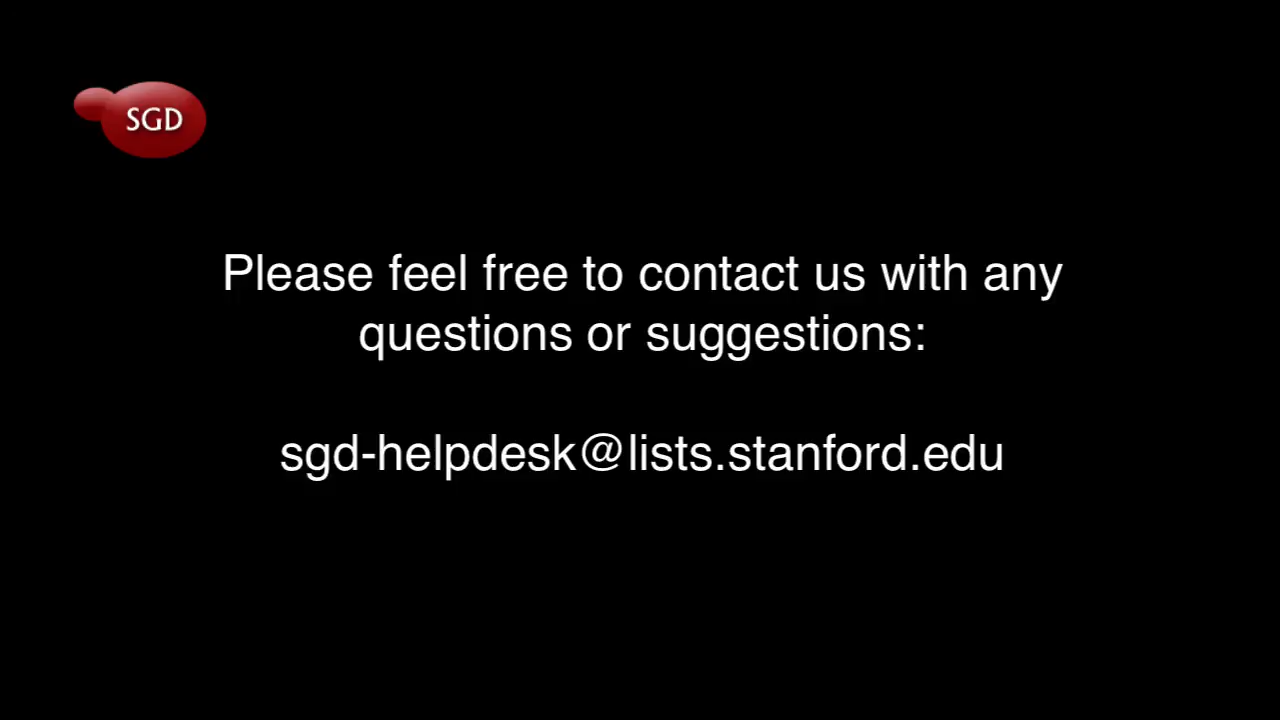 SGD
Please feel free to contact us with any
questions or suggestions:
sgd-helpdesk@lists.stanford.edu